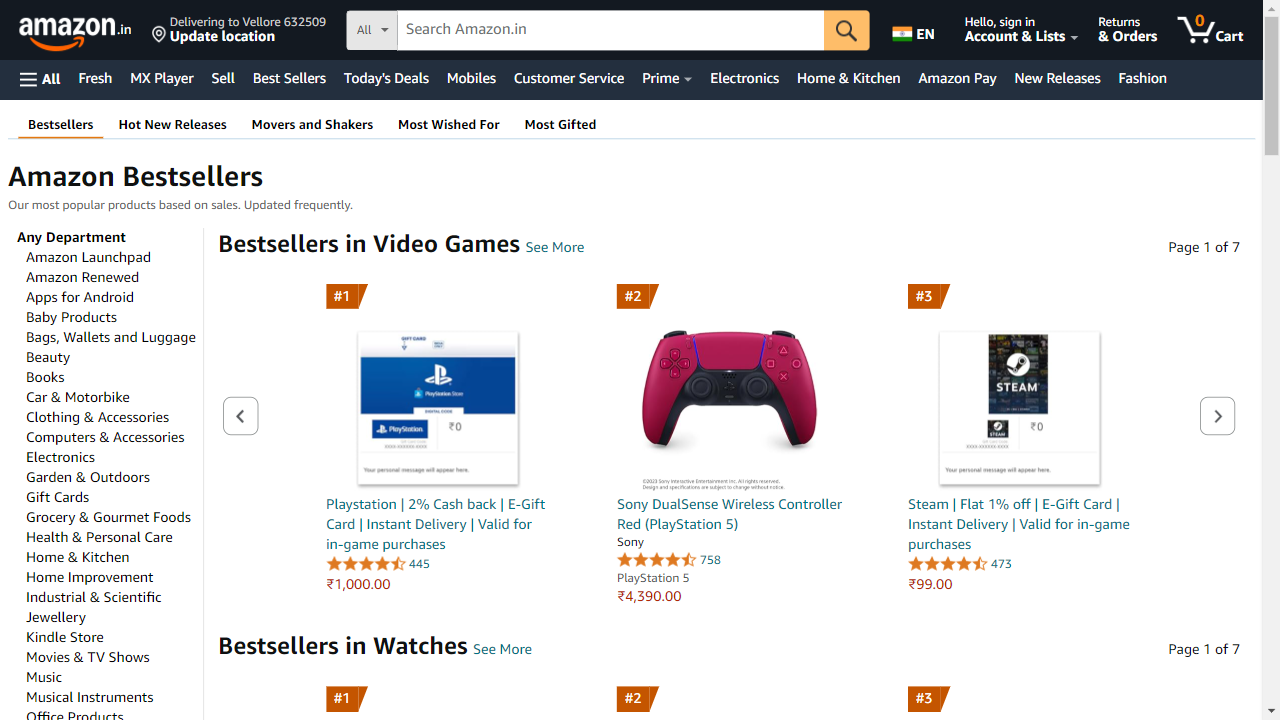 amazon.in
Delivering to Vellore 632509
Update location
All
Search Amazon.in
EN
Hello, sign in
Account & Lists
Returns
& Orders
0
Cart
All
Fresh
MX Player
Sell
Best Sellers
Today's Deals
Mobiles
Customer Service
Prime
Electronics
Home & Kitchen
Amazon Pay
New Releases
Fashion
Bestsellers
Hot New Releases
Movers and Shakers
Most Wished For
Most Gifted
Amazon Bestsellers
Our most popular products based on sales. Updated frequently.
Any Department
Amazon Launchpad
Amazon Renewed
Apps for Android
Baby Products
Bags, Wallets and Luggage
Beauty
Books
Car & Motorbike
Clothing & Accessories
Computers & Accessories
Electronics
Garden & Outdoors
Gift Cards
Grocery & Gourmet Foods
Health & Personal Care
Home & Kitchen
Home Improvement
Industrial & Scientific
Jewellery
Kindle Store
Movies & TV Shows
Music
Musical Instruments
Office Products
Bestsellers in Video Games See More
Page 1 of 7
#1
GIFT CARD
PlayStation Store
DIGITAL CODE
PlayStation
₹0
Your personal message will appear here.
Playstation | 2% Cash back | E-Gift
Card | Instant Delivery | Valid for
in-game purchases
445
₹1,000.00
#2
©2023 Sony Interactive Entertainment Inc. All rights reserved.
Design and specifications are subject to change without notice.
Sony DualSense Wireless Controller
Red (PlayStation 5)
Sony
758
PlayStation 5
₹4,390.00
#3
STEAM
STEAM
₹0
Your personal message will appear here.
Steam | Flat 1% off | E-Gift Card |
Instant Delivery | Valid for in-game
purchases
473
₹99.00
Bestsellers in Watches See More
Page 1 of 7
#1
#2
#3